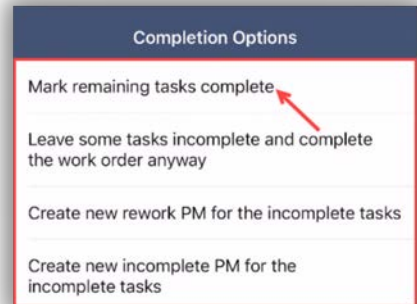 Completion Options
Mark remaining tasks complete
Leave some tasks incomplete and complete
the work order anyway
Create new rework PM for the incomplete tasks
Create new incomplete PM for the
incomplete tasks